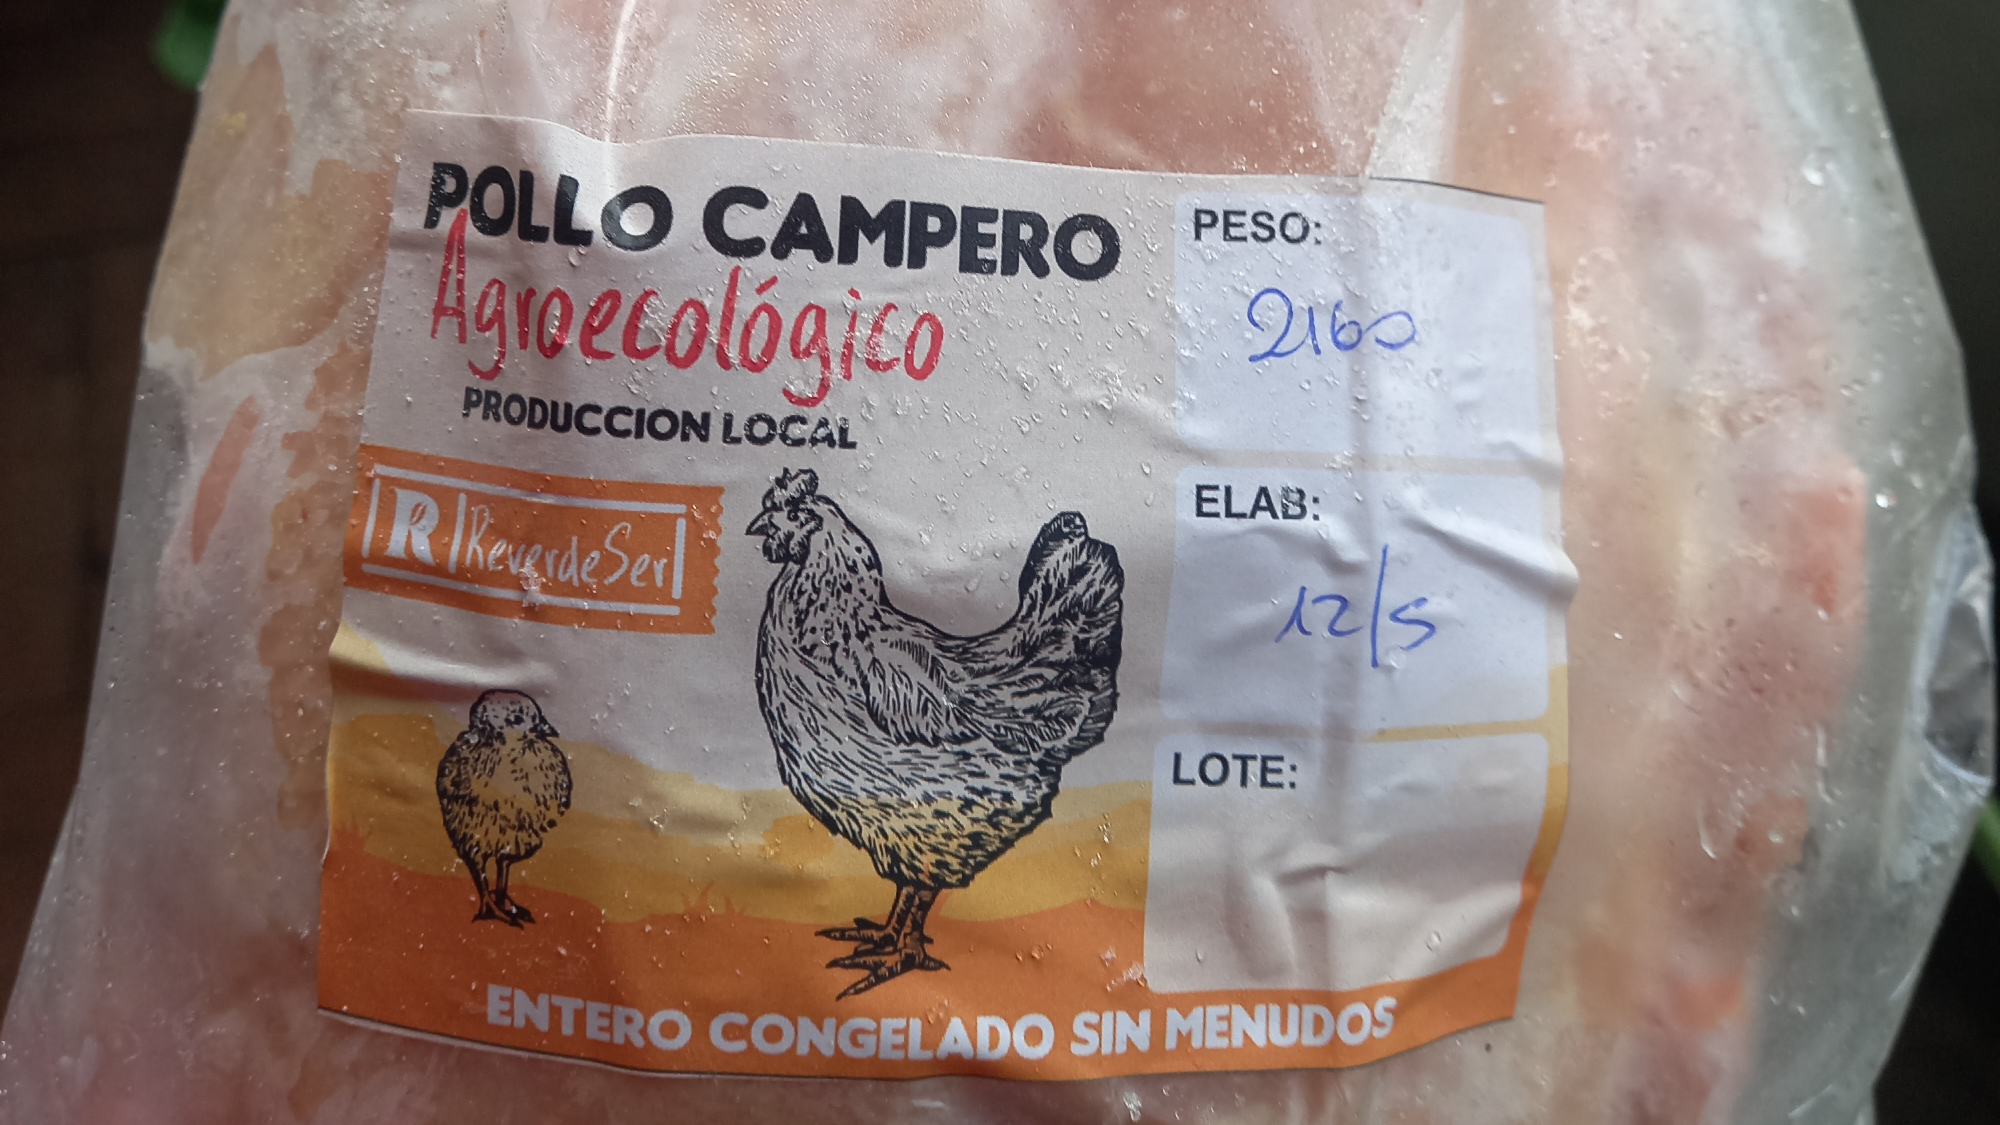 POLLO CAMPERO
Agroecológico
PRODUCCION LOCAL
R|ReverdeSer|
PESO:
2160
ELAB:
12/5
LOTE:
ENTERO CONGELADO SIN MENUDOS